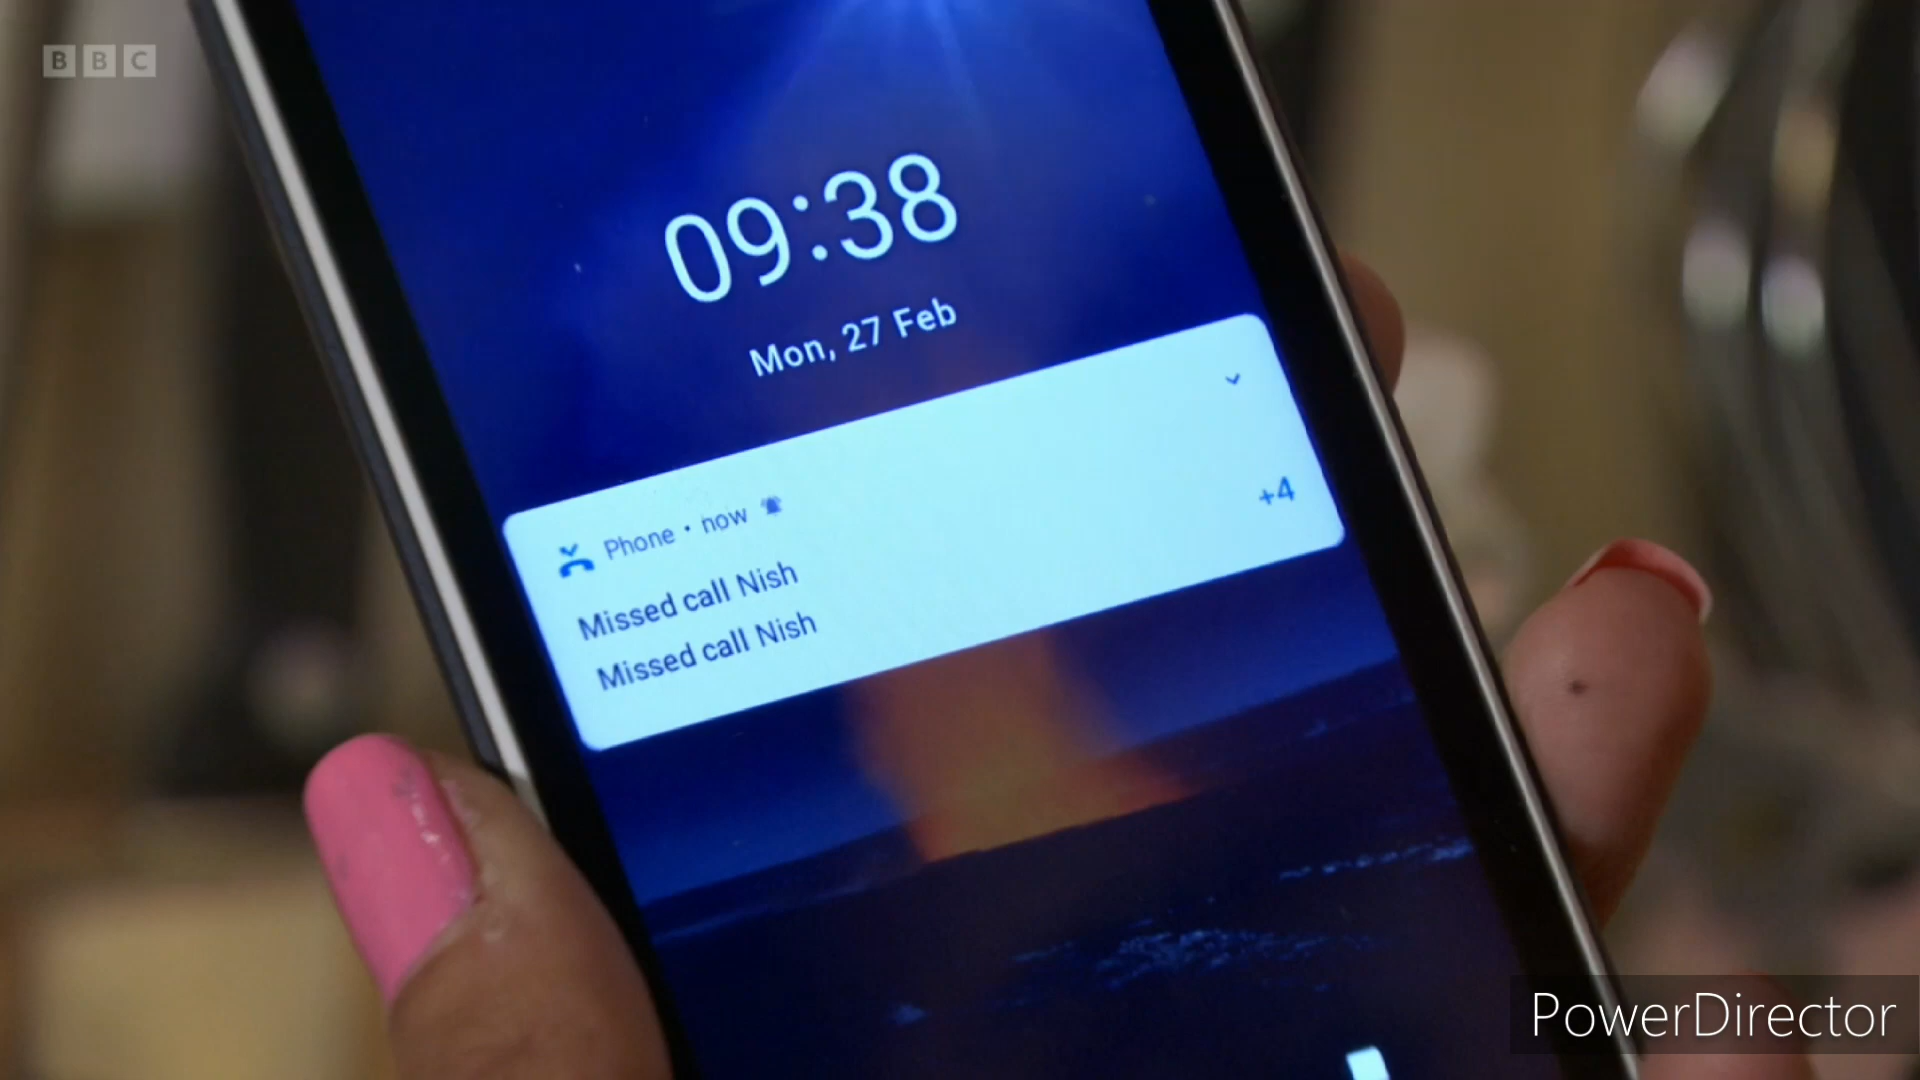 BBC
09:38
Mon, 27 Feb
Phone • now
+4
Missed call Nish
Missed call Nish
PowerDirector